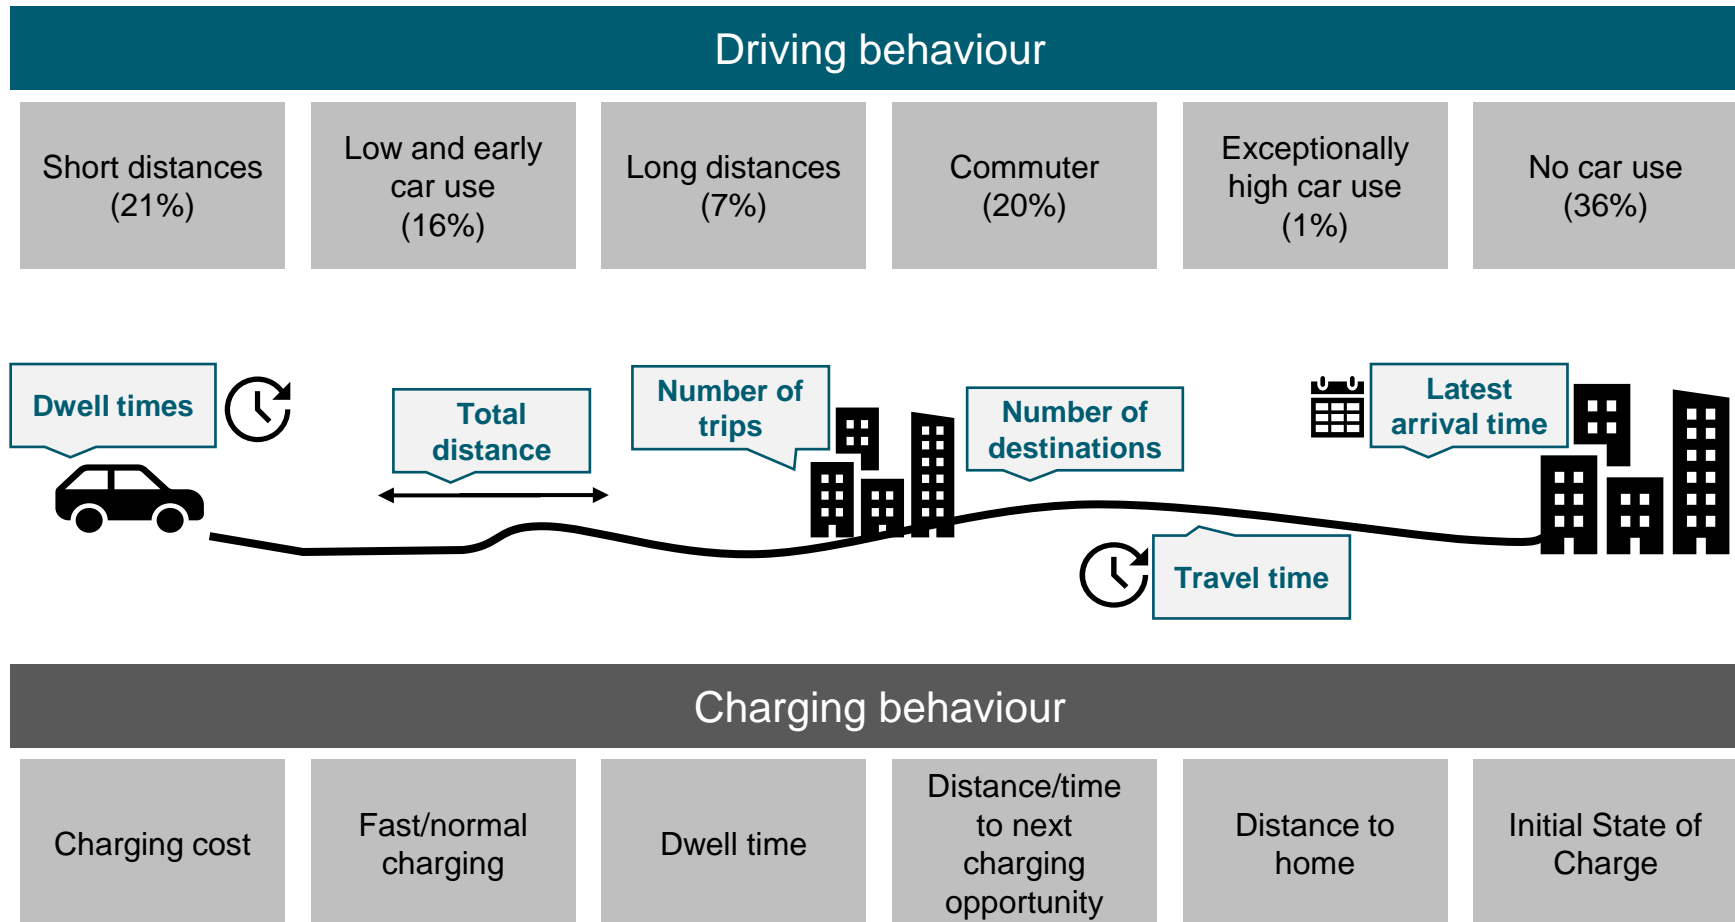 Driving behaviour
Short distances
(21%)
Low and early
car use
(16%)
Long distances
(7%)
Commuter
(20%)
Exceptionally
high car use
(1%)
No car use
(36%)
Dwell times
Total
distance
Number of
trips
Number of
destinations
Latest
arrival time
Travel time
Charging behaviour
Charging cost
Fast/normal
charging
Dwell time
Distance/time
to next
charging
opportunity
Distance to
home
Initial State of
Charge